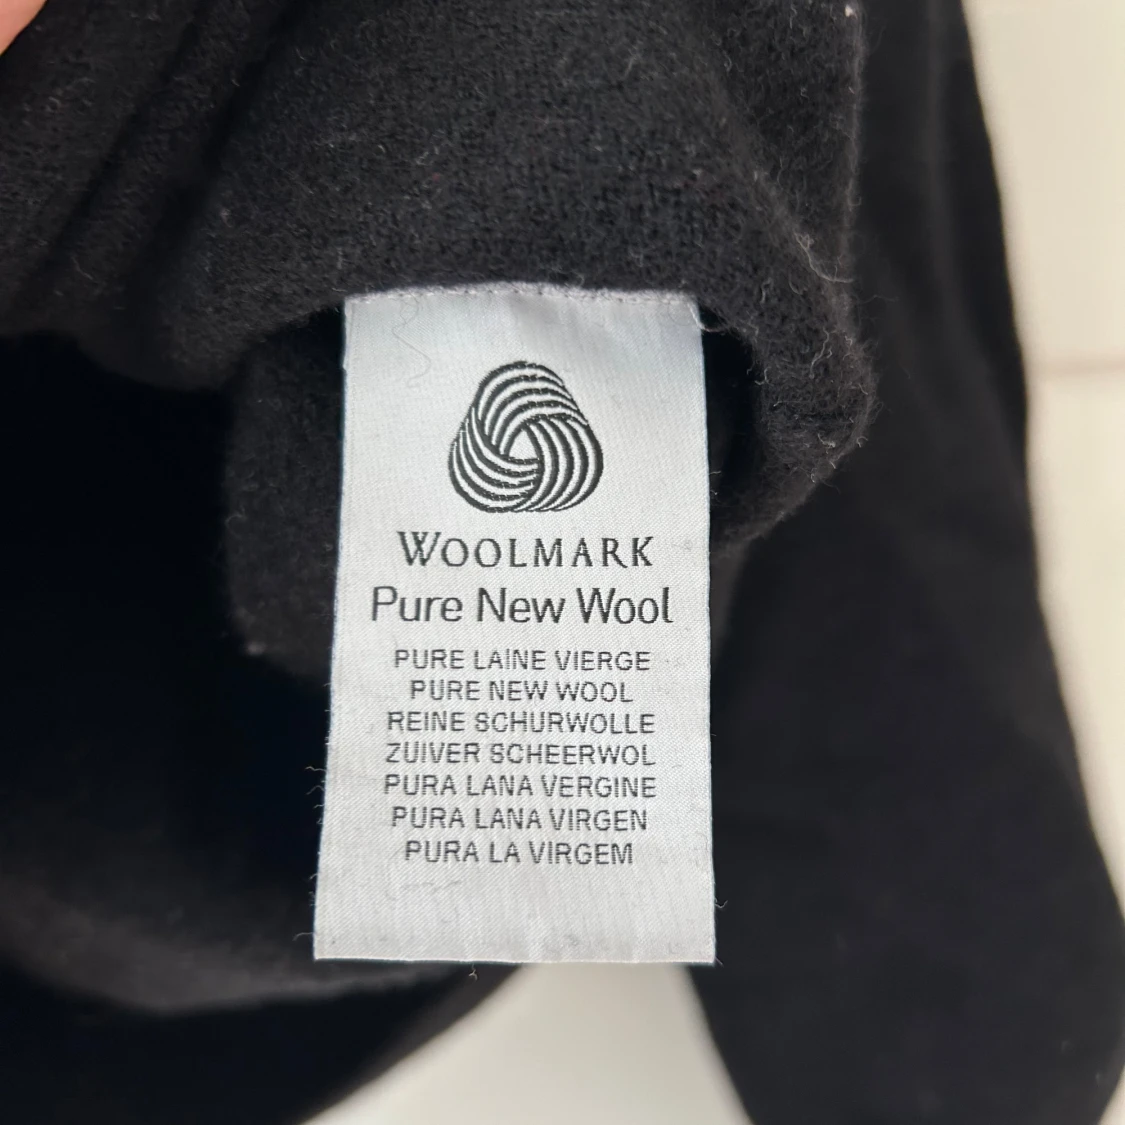 WOOLMARK
Pure New Wool
PURE LAINE VIERGE
PURE NEW WOOL
REINE SCHURWOLLE
ZUIVER SCHEERWOL
PURA LANA VERGINE
PURA LANA VIRGEN
PURA LA VIRGEM